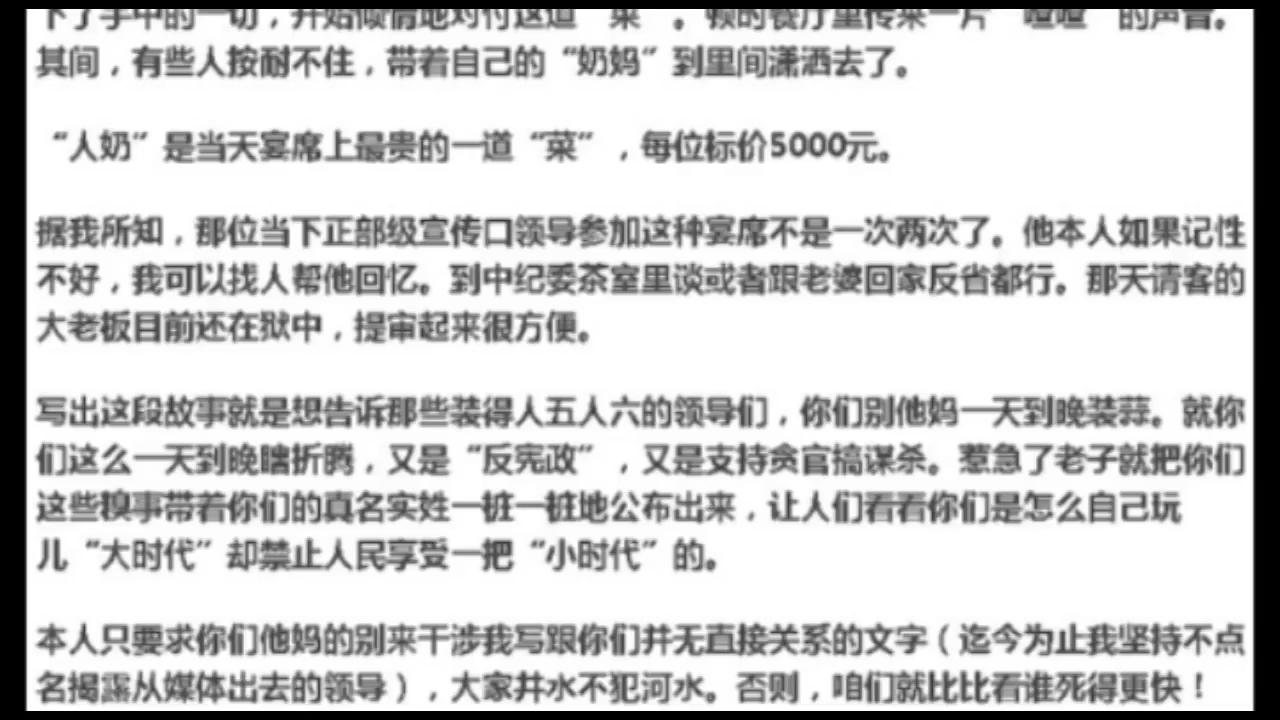 下了手中的一切，开始倾情地对付这道“菜”。顿时餐厅里传来一片“喳喳”的声音。
其间，有些人按耐不住，带着自己的“奶妈”到里间潇洒去了。
“人奶”是当天宴席上最贵的一道“菜”，每位标价5000元。
据我所知，那位当下正部级宣传口领导参加这种宴席不是一次两次了。他本人如果记性
不好，我可以找人帮他回忆。到中纪委茶室里谈或者跟老婆回家反省都行。那天请客的
大老板目前还在狱中，提审起来很方便。
写出这段故事就是想告诉那些装得人五人六的领导们，你们别他妈一天到晚装蒜。就你
们这么一天到晚瞎折腾，又是“反宪政”，又是支持贪官搞谋杀。惹急了老子就把你们
这些糗事带着你们的真名实姓一桩一桩地公布出来，让人们看看你们是怎么自己玩
儿“大时代”却禁止人民享受一把“小时代”的。
本人只要求你们他妈的别来干涉我写跟你们并无直接关系的文字（迄今为止我坚持不点
名揭露从媒体出去的领导），大家井水不犯河水。否则，咱们就比比看谁死得更快！